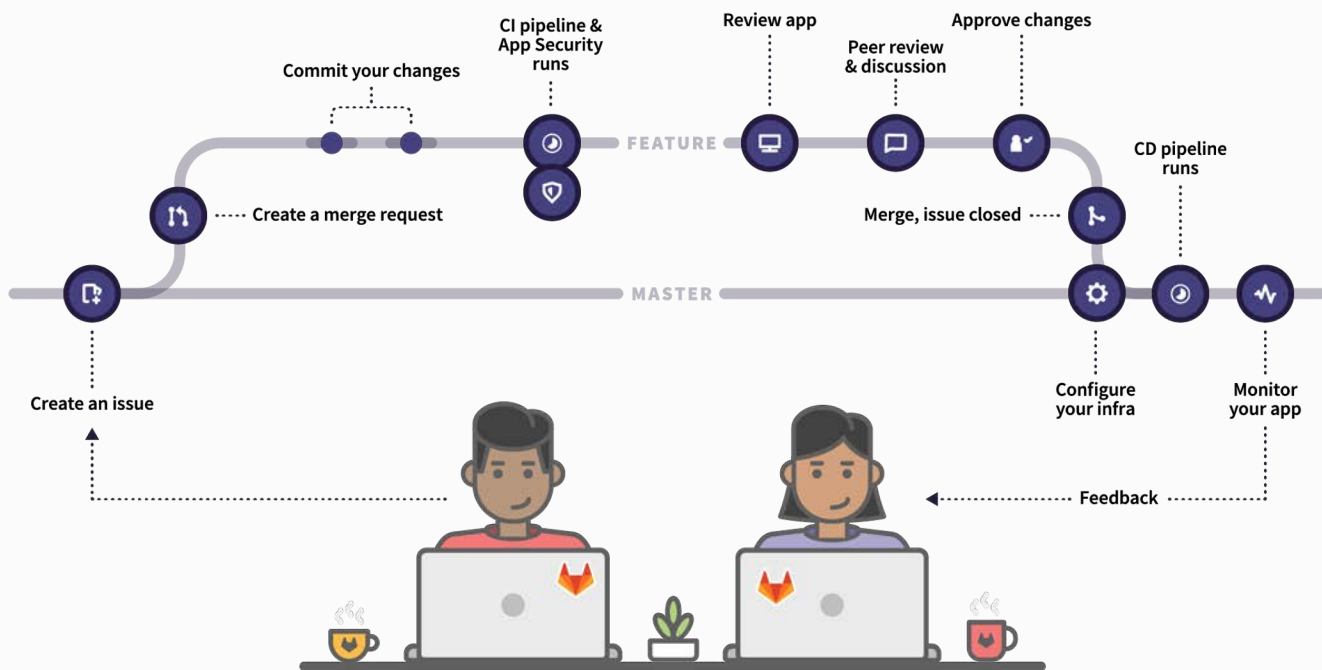 CI pipeline &
App Security
runs
Review app
Approve changes
Peer review
& discussion
Commit your changes
FEATURE
CD pipeline
runs
Create a merge request
Merge, issue closed
MASTER
Create an issue
Configure
your infra
Monitor
your app
Feedback